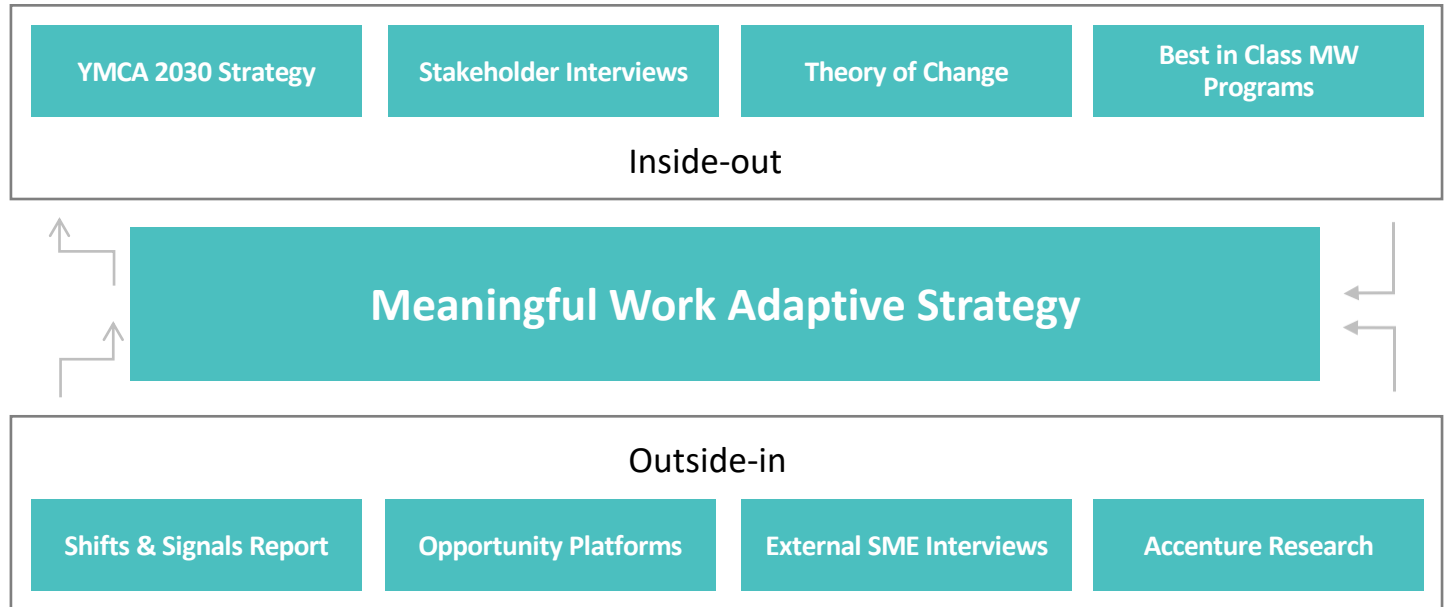 YMCA 2030 Strategy
Stakeholder Interviews
Theory of Change
Best in Class MW
Programs
Inside-out
Meaningful Work Adaptive Strategy
Outside-in
Shifts & Signals Report
Opportunity Platforms
External SME Interviews
Accenture Research